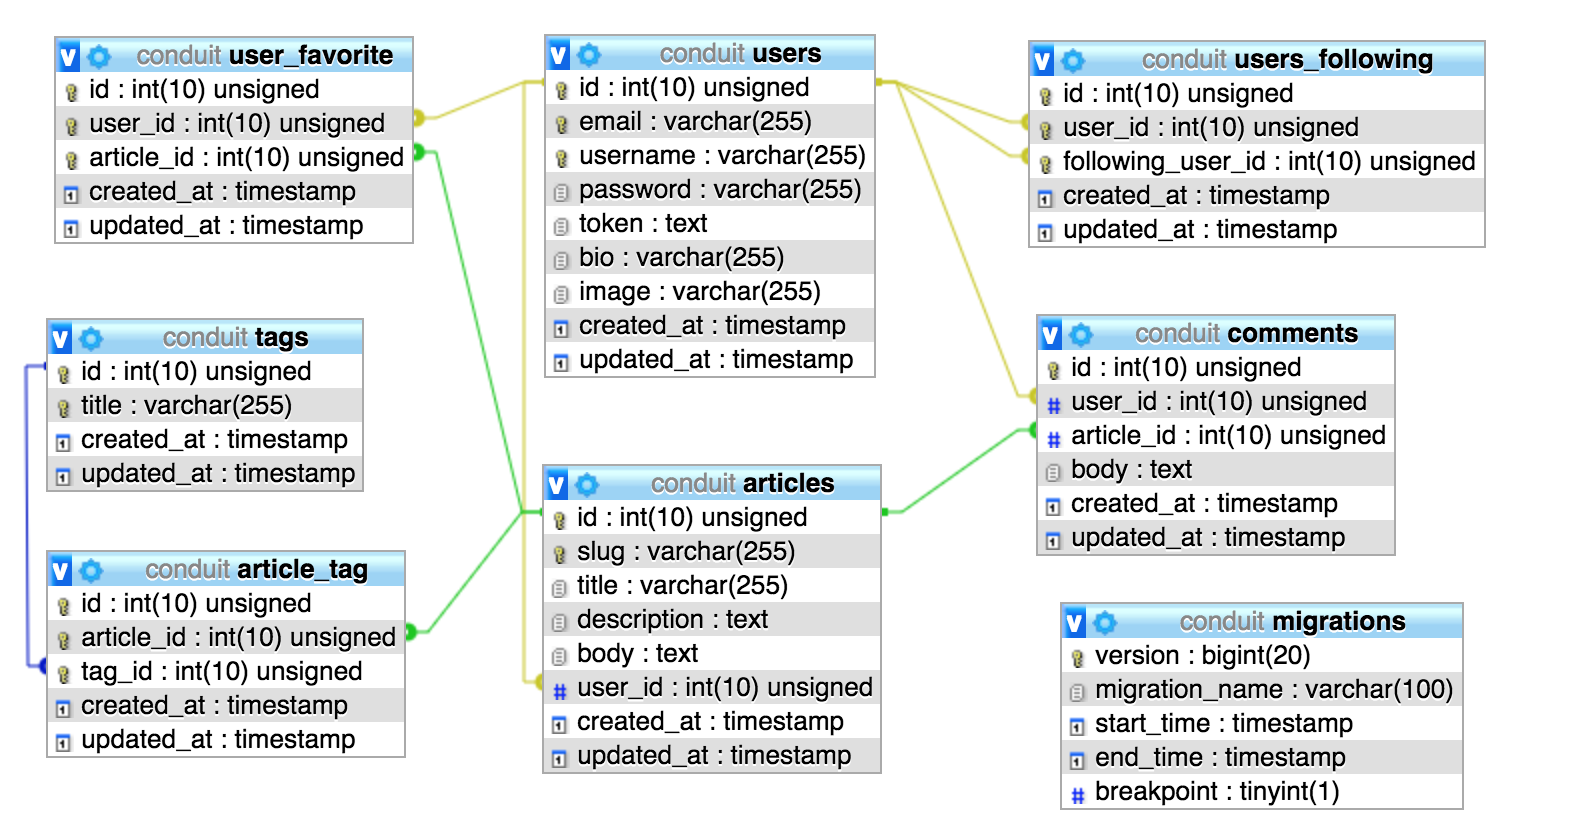 conduit user_favorite
id : int(10) unsigned
user_id : int(10) unsigned
article_id : int(10) unsigned
created_at : timestamp
updated_at : timestamp
conduit users
id : int(10) unsigned
email : varchar(255)
username : varchar(255)
password : varchar(255)
token : text
bio : varchar(255)
image : varchar(255)
created_at : timestamp
updated_at : timestamp
conduit users_following
id : int(10) unsigned
user_id : int(10) unsigned
following_user_id : int(10) unsigned
created_at : timestamp
updated_at : timestamp
conduit tags
id : int(10) unsigned
title : varchar(255)
created_at : timestamp
updated_at : timestamp
conduit comments
id : int(10) unsigned
user_id : int(10) unsigned
article_id : int(10) unsigned
body : text
created_at : timestamp
updated_at : timestamp
conduit article_tag
id : int(10) unsigned
article_id : int(10) unsigned
tag_id : int(10) unsigned
created_at : timestamp
updated_at : timestamp
conduit articles
id : int(10) unsigned
slug : varchar(255)
title : varchar(255)
description : text
body : text
user_id : int(10) unsigned
created_at : timestamp
updated_at : timestamp
conduit migrations
version : bigint(20)
migration_name : varchar(100)
start_time : timestamp
end_time : timestamp
breakpoint : tinyint(1)